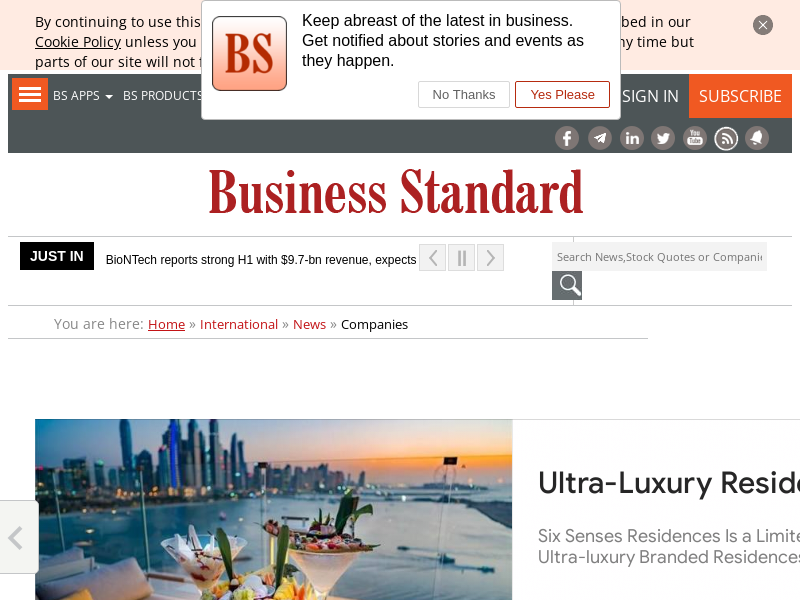 By continuing to use this
bed in our
Cookie Policy unless you
ny time but
parts of our site will not f
BS
Keep abreast of the latest in business.
Get notified about stories and events as
they happen.
No Thanks
Yes Please
BS APPS
BS PRODUCTS
SIGN IN
SUBSCRIBE
You
Tube
Business Standard
JUST IN
BioNTech reports strong H1 with $9.7-bn revenue, expects
Search News,Stock Quotes or Companie
You are here: Home » International » News » Companies
Ultra-Luxury Reside
Six Senses Residences Is a Limite
Ultra-luxury Branded Residences